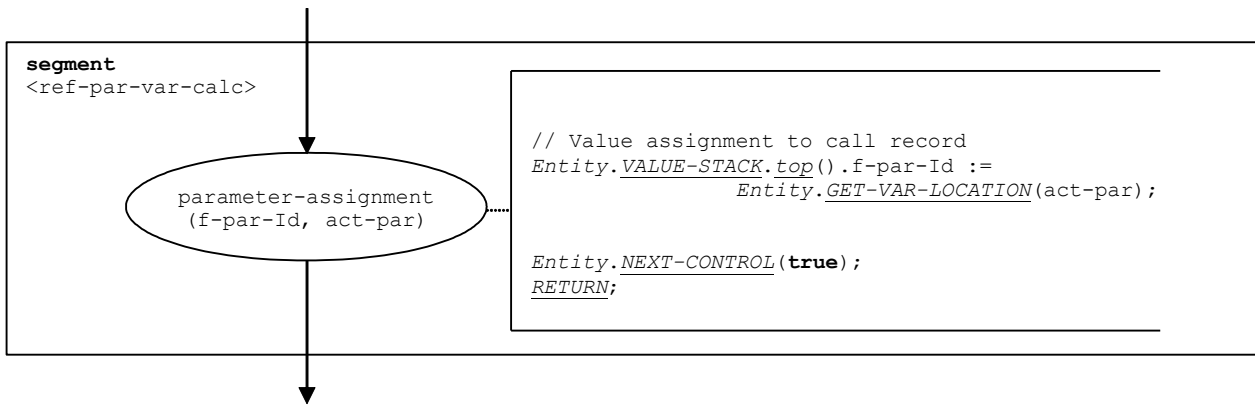 segment
<ref-par-var-calc>
parameter-assignment
(f-par-Id, act-par)
// Value assignment to call record
Entity.VALUE-STACK.top().f-par-Id :=
Entity.GET-VAR-LOCATION(act-par);
Entity.NEXT-CONTROL(true);
RETURN;